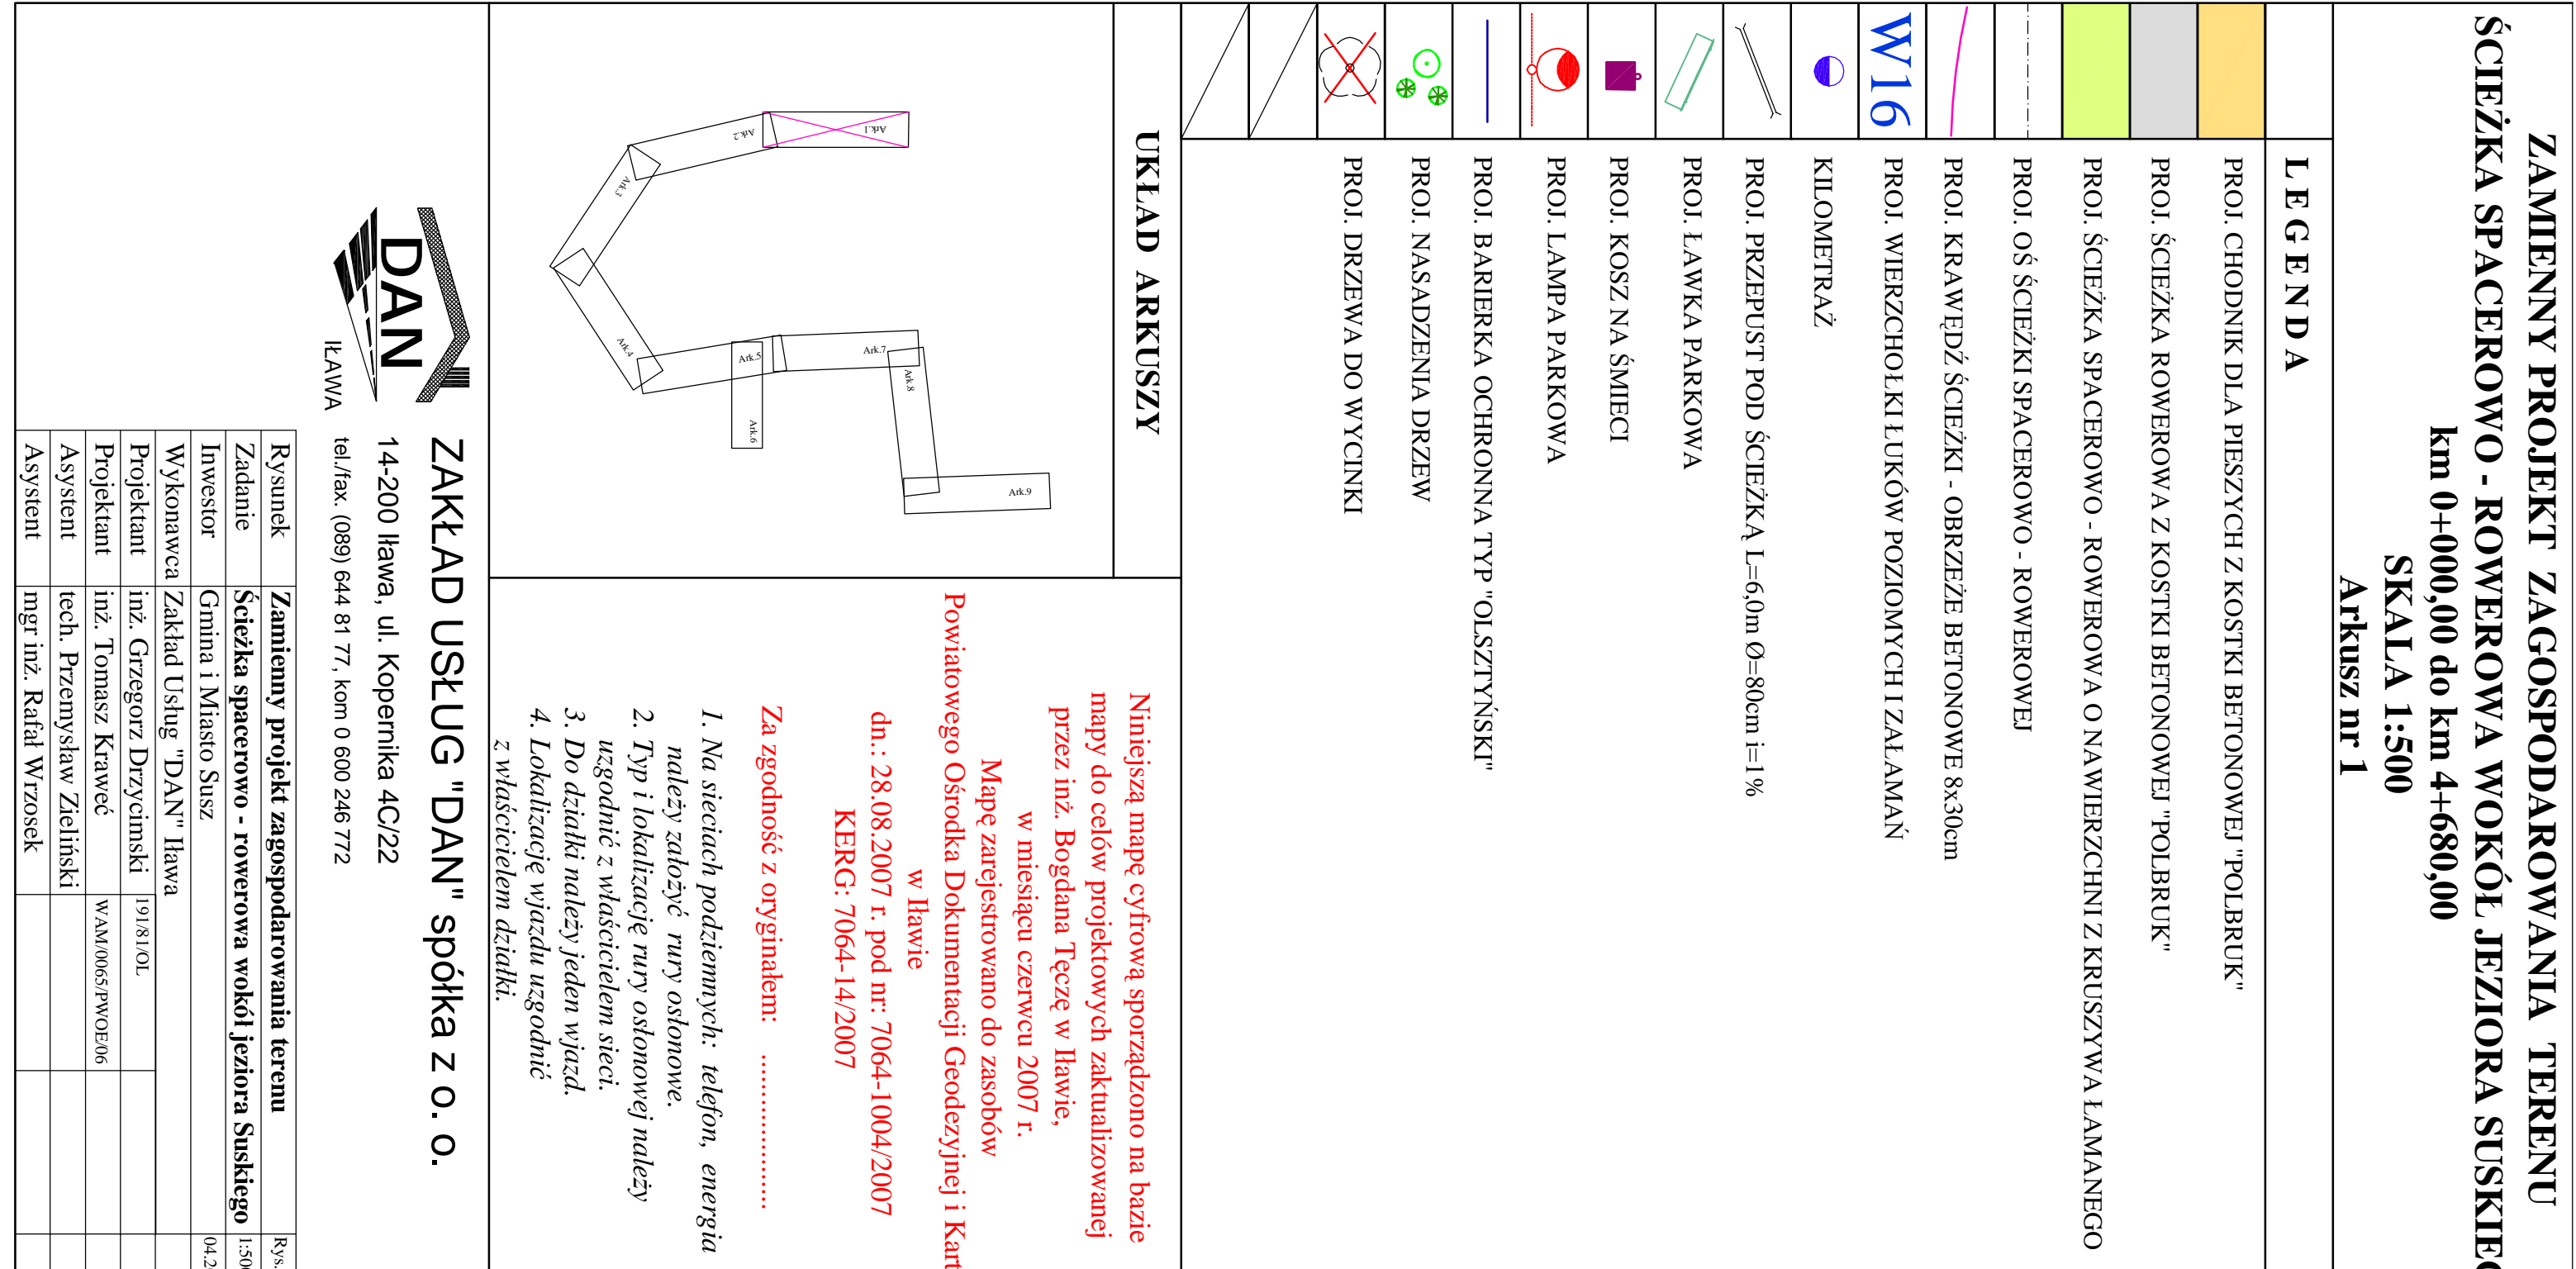 ZAMIENNY PROJEKT ZAGOSPODAROWANIA TERENU
ŚCIEŻKA SPACEROWO - ROWEROWA WOKÓŁ JEZIORA
km 0+000,00 do km 4+680,00
SKALA 1:500
Arkusz nr 1
LEGENDA
PROJ. CHODNIK DLA PIESZYCH Z KOSTKI BETONOWEJ "POLBRUK"
PROJ. ŚCIEŻKA ROWEROWA Z KOSTKI BETONOWEJ "POLBRUK"
PROJ. ŚCIEŻKA SPACEROWO - ROWEROWA O NAWIERZCHNI Z KRUSZYWA ŁAMANEGO
PROJ. OŚ ŚCIEŻKI SPACEROWO - ROWEROWEJ
PROJ. KRAWĘDŹ ŚCIEŻKI - OBRZEŻE BETONOWE 8x30cm
W16
PROJ. WIERZCHOŁKI ŁUKÓW POZIOMYCH I ZAŁAMAŃ
KILOMETRAŻ
PROJ. PRZEPUST POD ŚCIEŻKĄ L=6,0m Ø=80cm i=1%
PROJ. ŁAWKA PARKOWA
PROJ. KOSZ NA ŚMIECI
PROJ. LAMPA PARKOWA
PROJ. BARIERKA OCHRONNA TYP "OLSZTYŃSKI"
PROJ. NASADZENIA DRZEW
PROJ. DRZEWA DO WYCINKI
UKŁAD ARKUSZY
Ark.1
Ark.2
Ark.3
Ark.4
Ark.5
Ark.6
Ark.7
Ark.8
Ark.9
Niniejszą mapę cyfrową sporządzono na bazie
mapy do celów projektowych zaktualizowanej
przez inż. Bogdana Tęczę w Iławie,
w miesiącu czerwcu 2007 r.
Mapę zarejestrowano do zasobów
Powiatowego Ośrodka Dokumentacji Geodezyjnej i
w Iławie
dn.: 28.08.2007 r. pod nr: 7064-1004/2007
KERG: 7064-14/2007
Za zgodność z oryginałem: ..................
1. Na sieciach podziemnych: telefon, energia
należy założyć rury osłonowe.
2. Typ i lokalizację rury osłonowej należy
uzgodnić z właścicielem sieci.
3. Do działki należy jeden wjazd.
4. Lokalizację wjazdu uzgodnić
z właścicielem działki.
DAN
IŁAWA
ZAKŁAD USŁUG "DAN" spółka z o. o.
14-200 Iława, ul. Kopernika 4C/22
tel./fax. (089) 644 81 77, kom 0 600 246 772
Rysunek Zamienny projekt zagospodarowania terenu Rys.
Zadanie Ścieżka spacerowo - rowerowa wokół jeziora Suskiego
Inwestor Gmina i Miasto Susz
Wykonawca Zakład Usług "DAN" Iława
Projektant inż. Grzegorz Drzycimski 191/81/OL
Projektant inż. Tomasz Kraweć WAM/0065/PWOE/06
Asystent tech. Przemysław Zieliński
Asystent mgr inż. Rafał Wrzosek